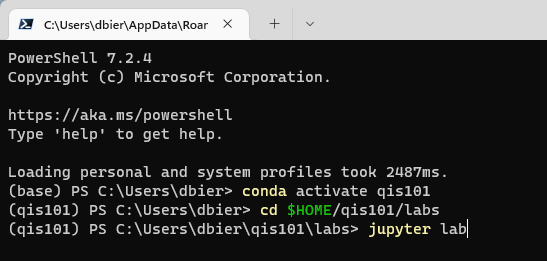 C:\Users\dbier\AppData\Roar
PowerShell 7.2.4
Copyright (c) Microsoft Corporation.
https://aka.ms/powershell
Type 'help' to get help.
Loading personal and system profiles took 2487ms.
(base) PS C:\Users\dbier> conda activate qis101
(qis101) PS C:\Users\dbier> cd $HOME/qis101/labs
(qis101) PS C:\Users\dbier\qis101\labs> jupyter lab